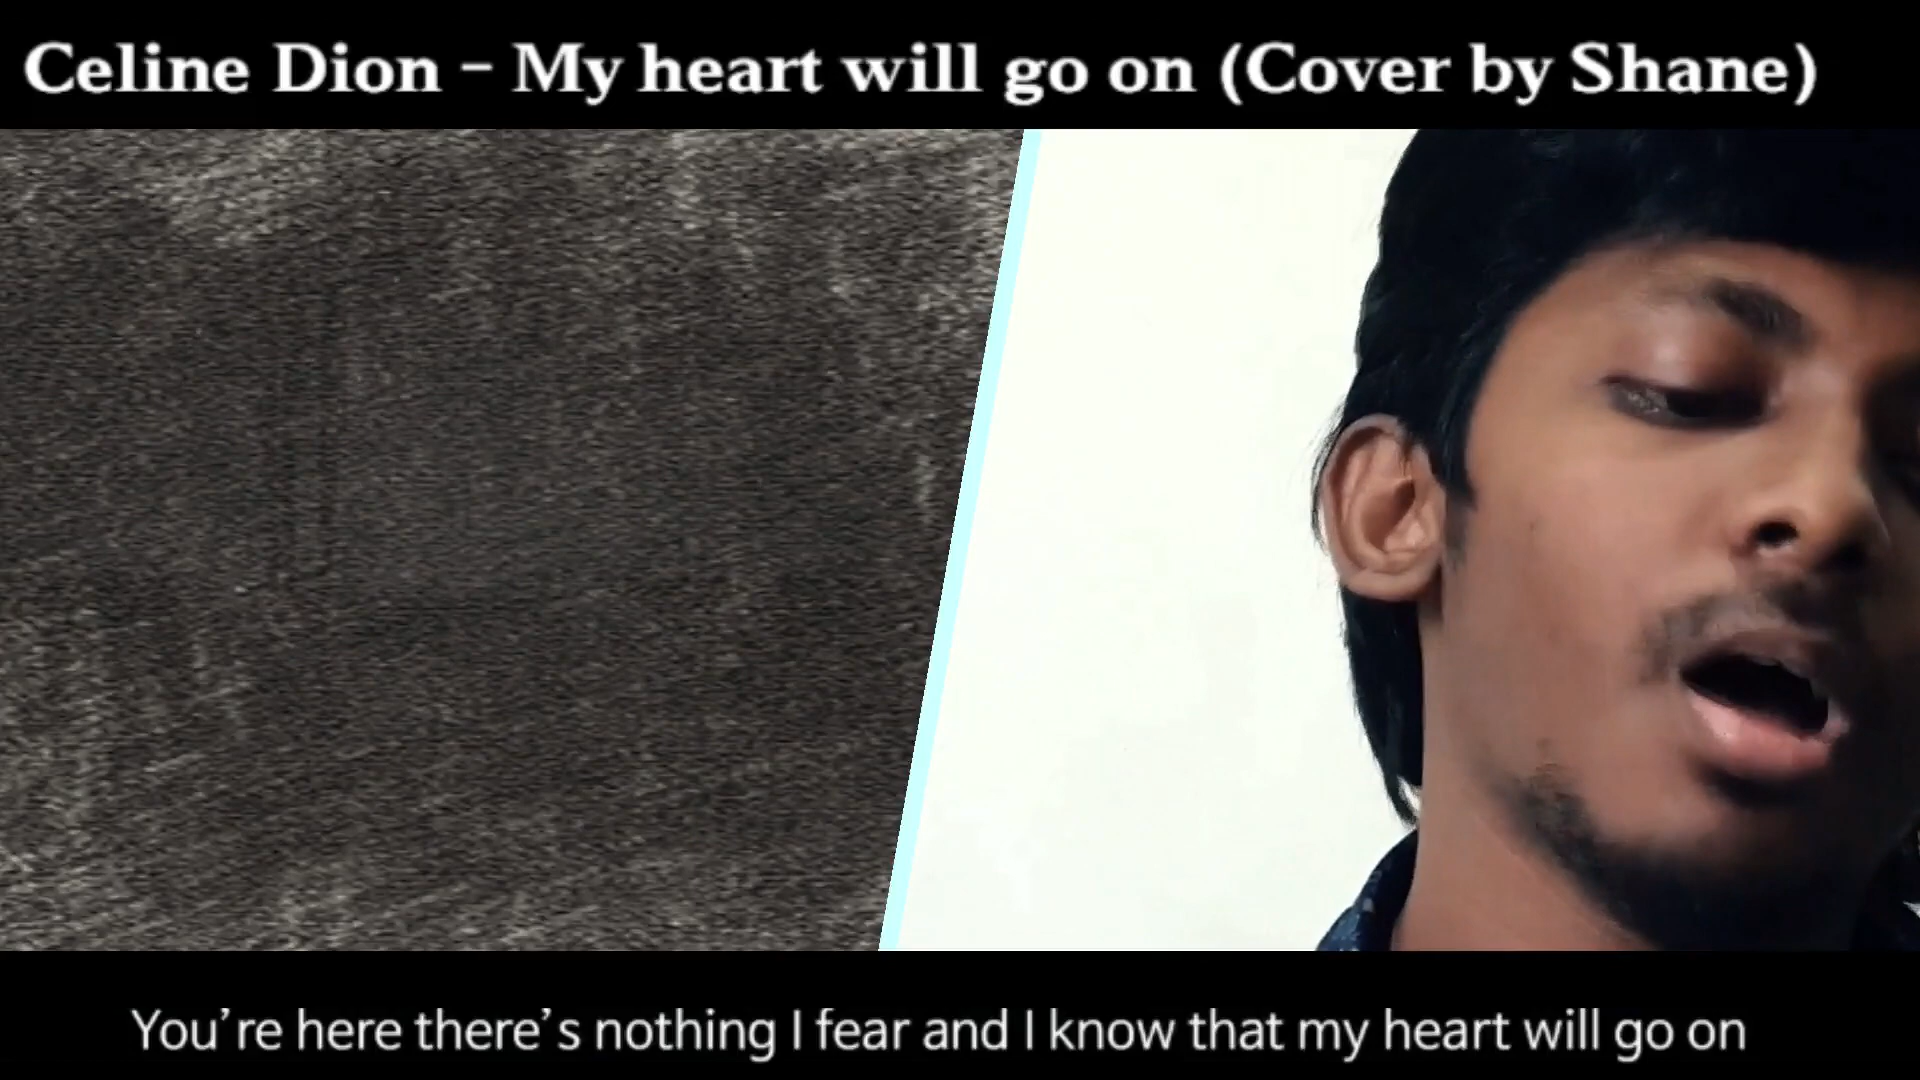 Celine Dion - My heart will go on (Cover by Shane)
You're here there's nothing I fear and I know that my heart will go on